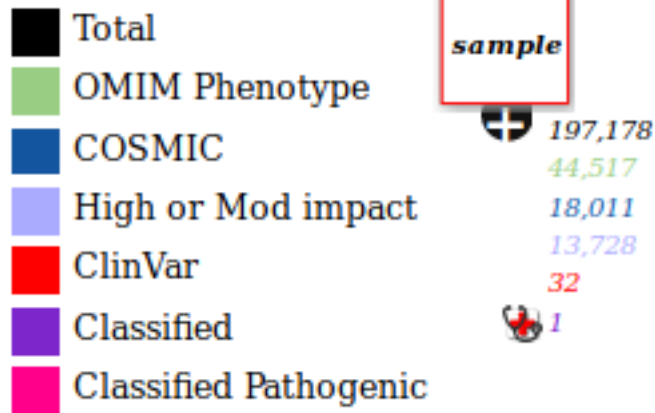 Total
OMIM Phenotype
COSMIC
High or Mod impact
ClinVar
Classified
Classified Pathogenic
sample
197,178
44,517
18,011
13,728
32
1